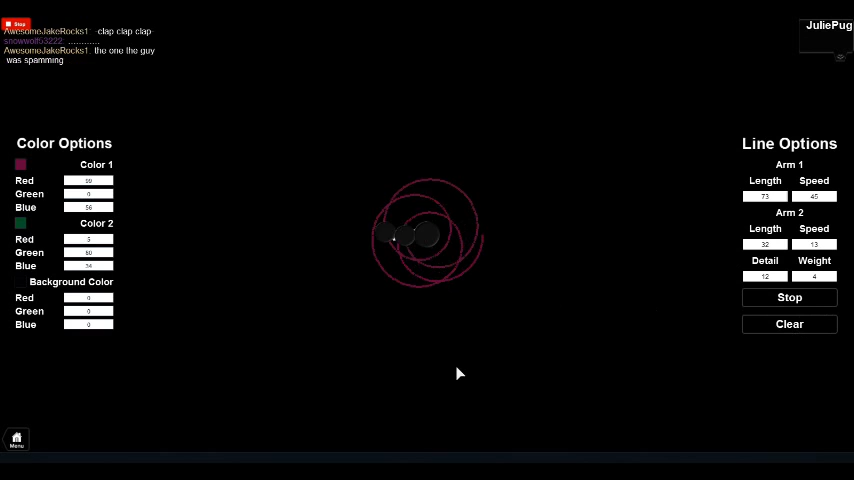 Stop
AwesomeJakeRocks1: -clap clap clap-
snowwolf53222: ............
AwesomeJakeRocks1: the one the guy
was spamming
JuliePug
Color Options
Color 1
Red 99
Green 0
Blue 56
Color 2
Red 5
Green 60
Blue 34
Background Color
Red 0
Green 0
Blue 0
Line Options
Arm 1
Length Speed
73 45
Arm 2
Length Speed
32 13
Detail Weight
12 4
Stop
Clear
Menu